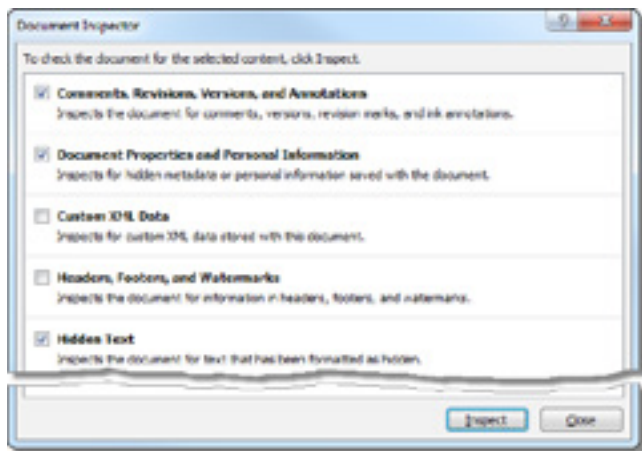 Document Inspector
To check the document for the selected content, click Inspect.
Comments, Revisions, Versions, and Annotations
Inspects the document for comments, versions, revision marks, and ink annotations.
Document Properties and Personal Information
Inspects for hidden metadata or personal information saved with the document.
Custom XML Data
Inspects for custom XML data stored with this document.
Headers, Footers, and Watermarks
Inspects the document for information in headers, footers, and watermarks.
Hidden Text
Inspects the document for text that has been formatted as hidden.
Inspect Close